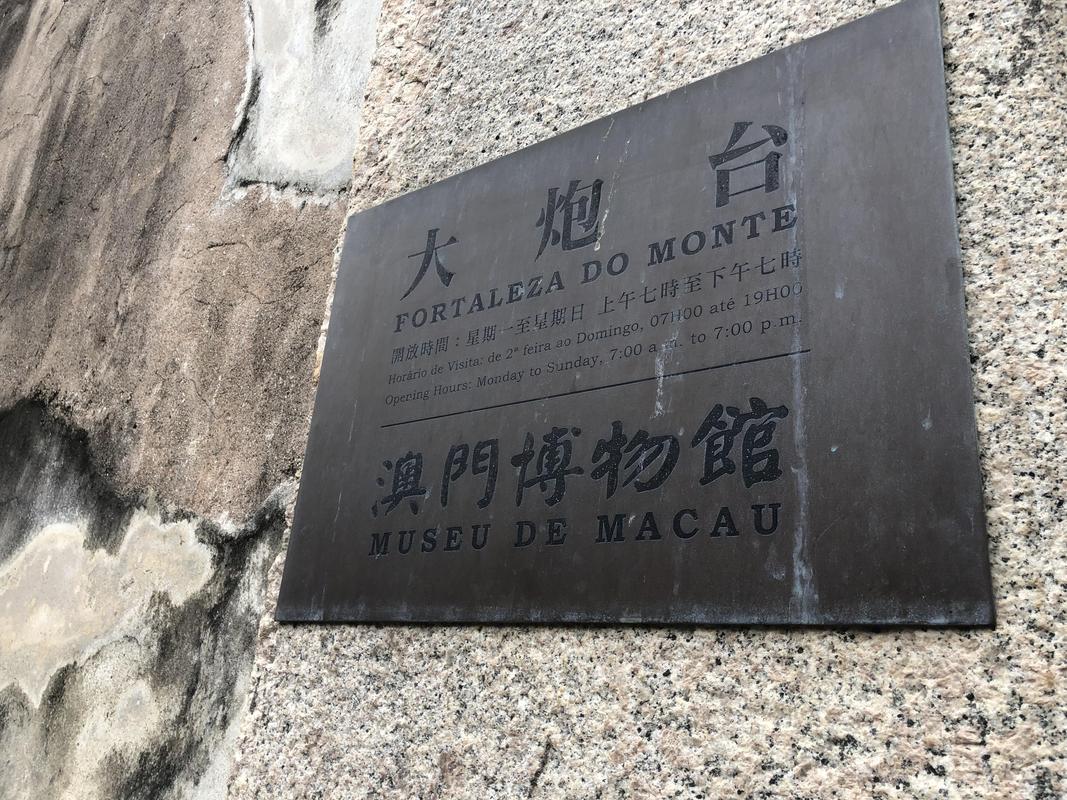 大炮台
FORTALEZA DO MONTE
開放時間：星期一至星期日 上午七時至下午七時
Horário de Visita: de 2ª feira ao Domingo, 07H00 até 19H00
Opening Hours: Monday to Sunday, 7:00 a.m. to 7:00 p.m.
澳門博物館
MUSEU DE MACAU